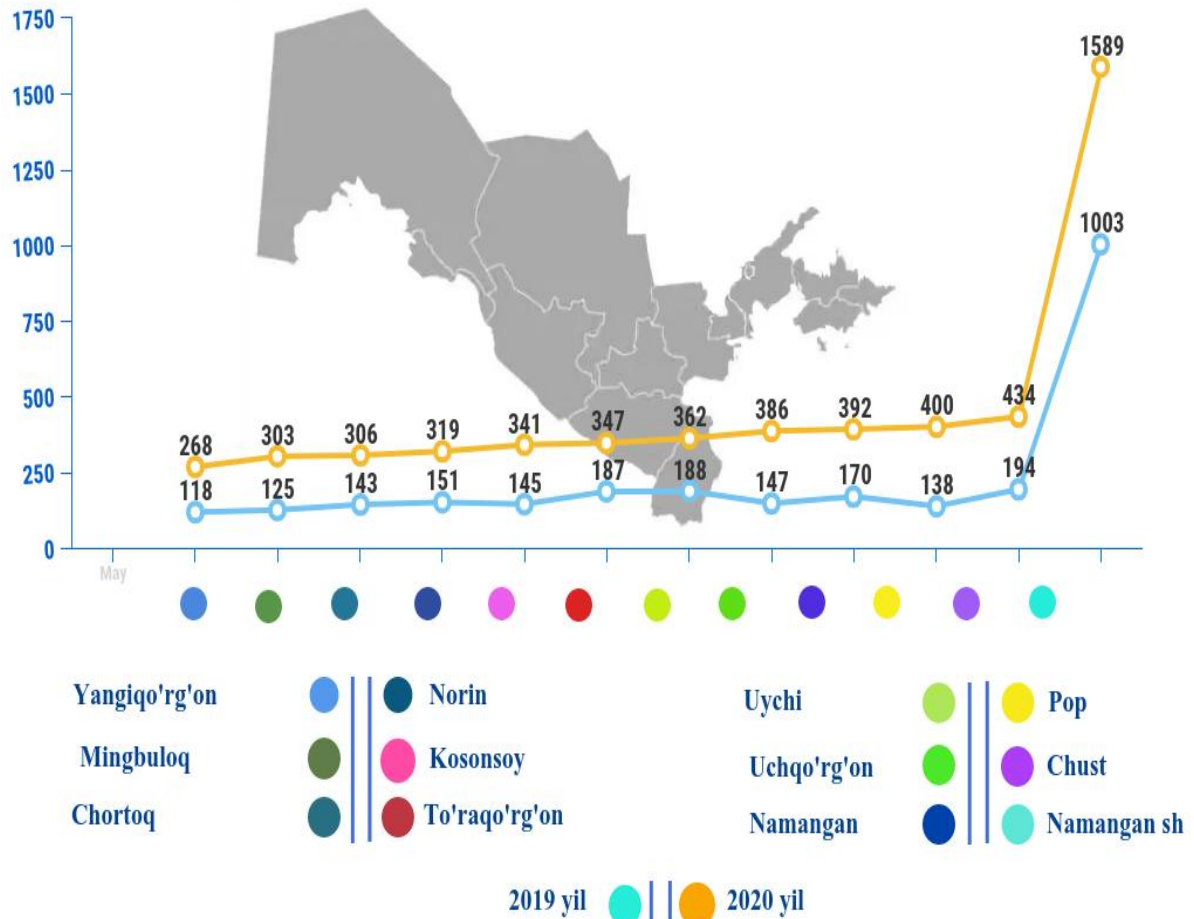 1750
1500
1250
1000
750
500
250
0
1589
1003
268 303 306 319 341 347 362 386 392 400 434
118 125 143 151 145 187 188 147 170 138 194
May
Yangiqo'rg'on Norin Uychi Pop
Mingbuloq Kosonsoy Uchqo'rg'on Chust
Chortoq To'raqo'rg'on Namangan Namangan sh
2019 yil 2020 yil